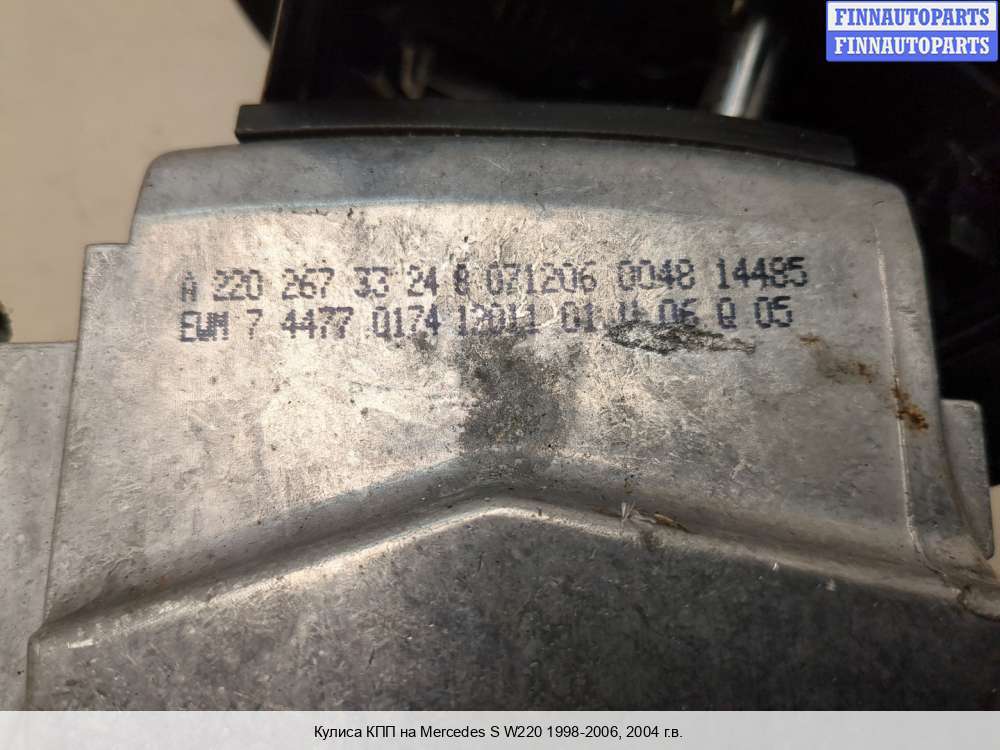 FINNAUTOPARTS
FINNAUTOPARTS
A 220 267 33 24 8 071206 0048 14485
EWM 7 4477 0174 12011 01 06 Q 05
Кулиса КПП на Mercedes S W220 1998-2006, 2004 г.в.